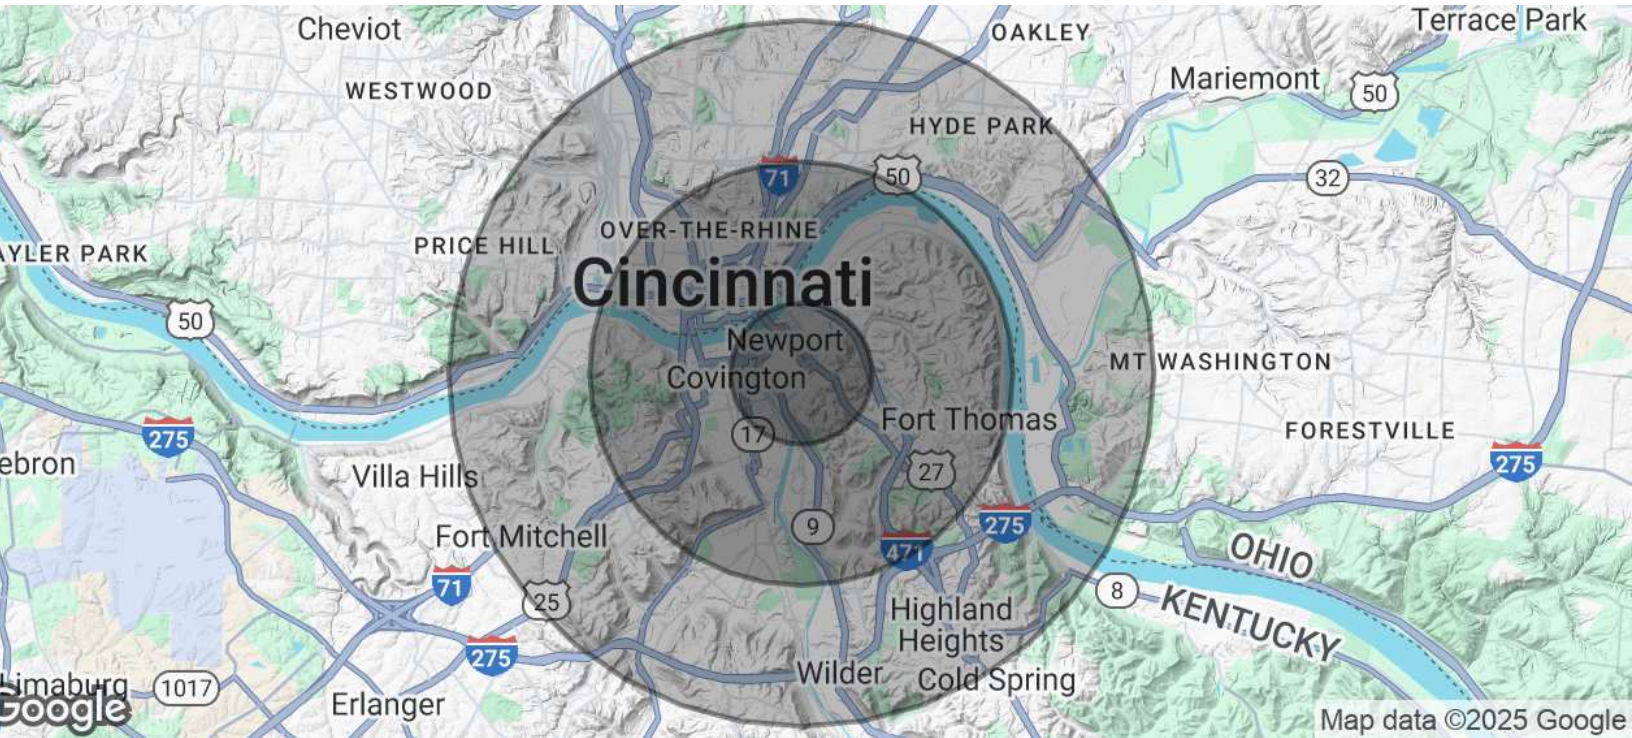 Cheviot
OAKLEY
Terrace Park
WESTWOOD
Mariemont
50
HYDE PARK
71
50
32
OVER-THE-RHINE
PRICE HILL
AYLER PARK
Cincinnati
50
Newport
Covington
MT WASHINGTON
Fort Thomas
17
FORESTVILLE
275
ebron
275
Villa Hills
27
9
275
Fort Mitchell
471
OHIO
71
25
8
KENTUCKY
Highland
Heights
275
Wilder
Cold Spring
Limaburg
1017
Erlanger
Google
Map data ©2025 Google